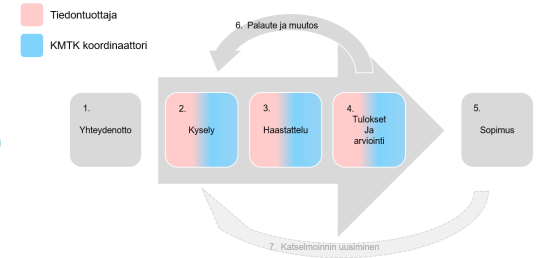 Tiedontuottaja
KMTK koordinaattori
6. Palaute ja muutos
1.
Yhteydenotto
2.
Kysely
3.
Haastattelu
4.
Tulokset
Ja
arviointi
5.
Sopimus
7. Katselmoinnin uusiminen